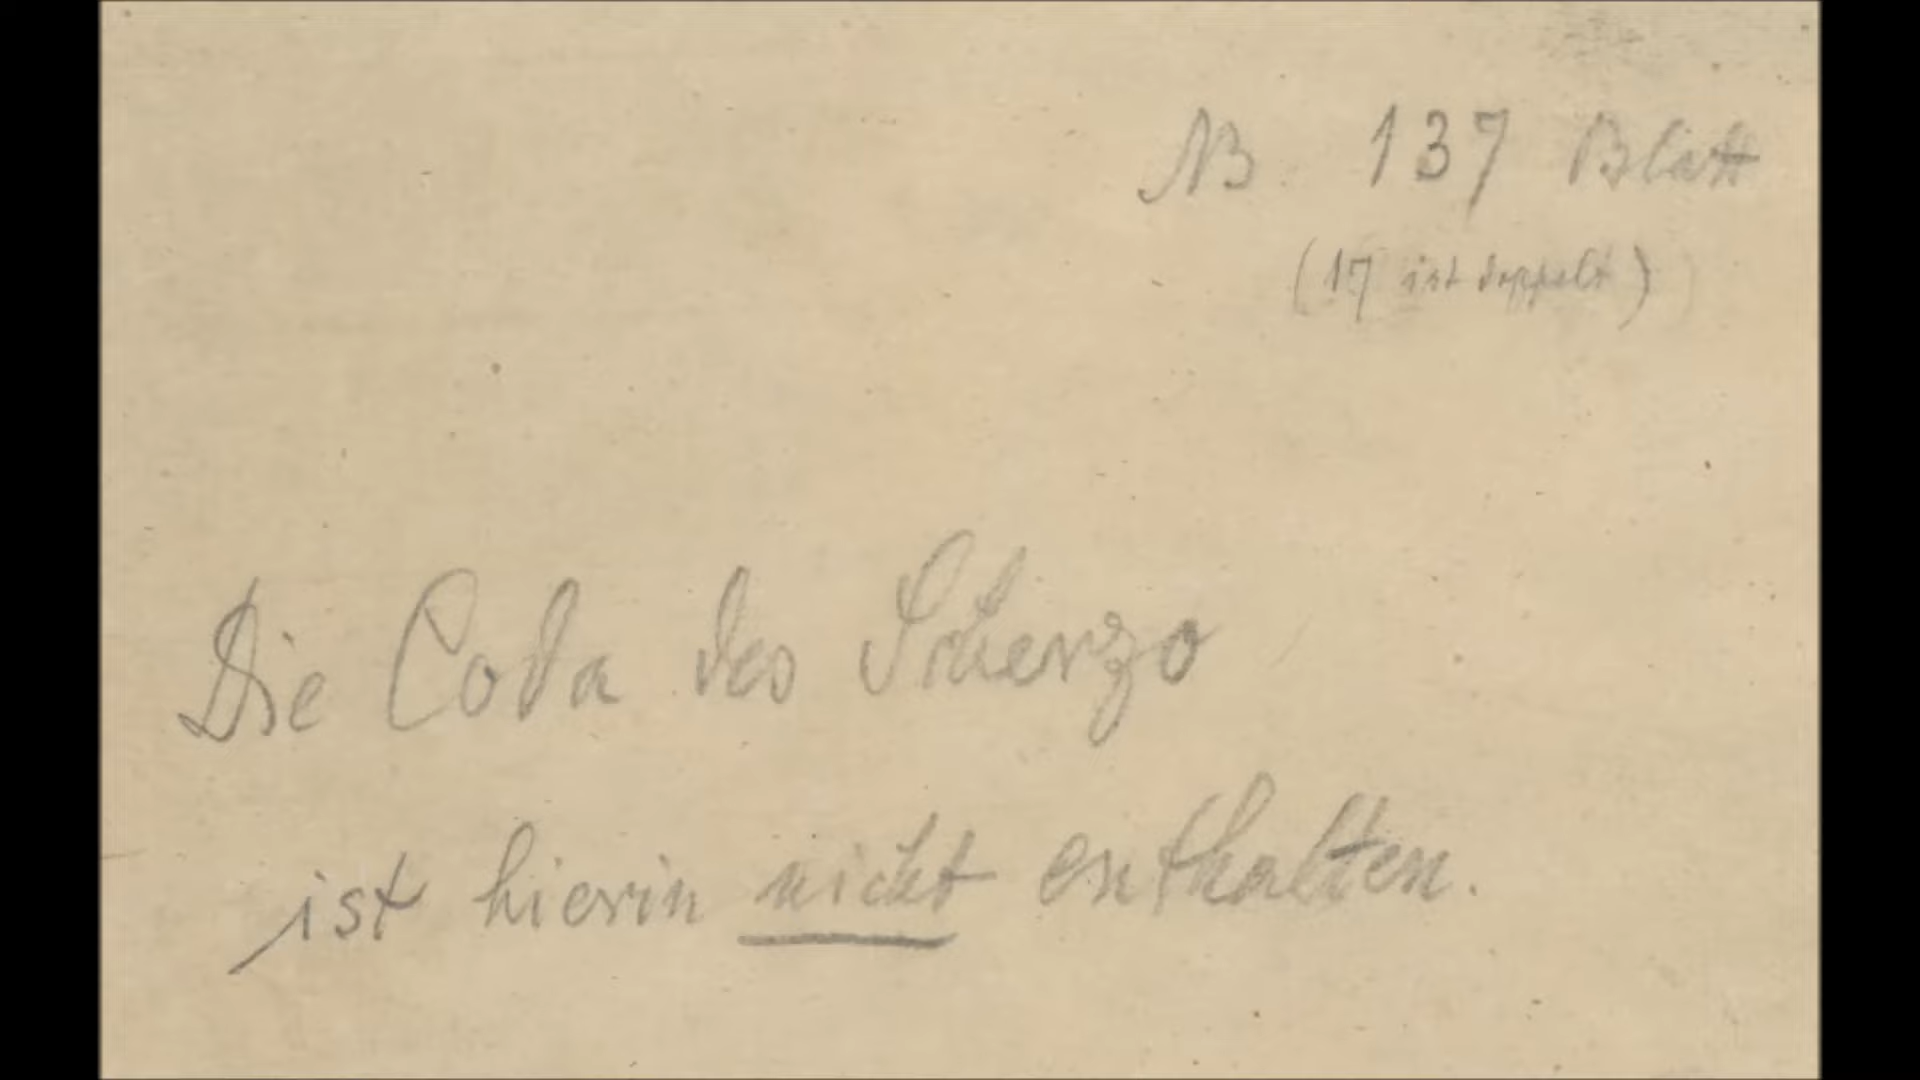 NB. 137 Blatt
(17 ist doppelt)
Die Coda des Scherzo
ist hierin nicht enthalten.